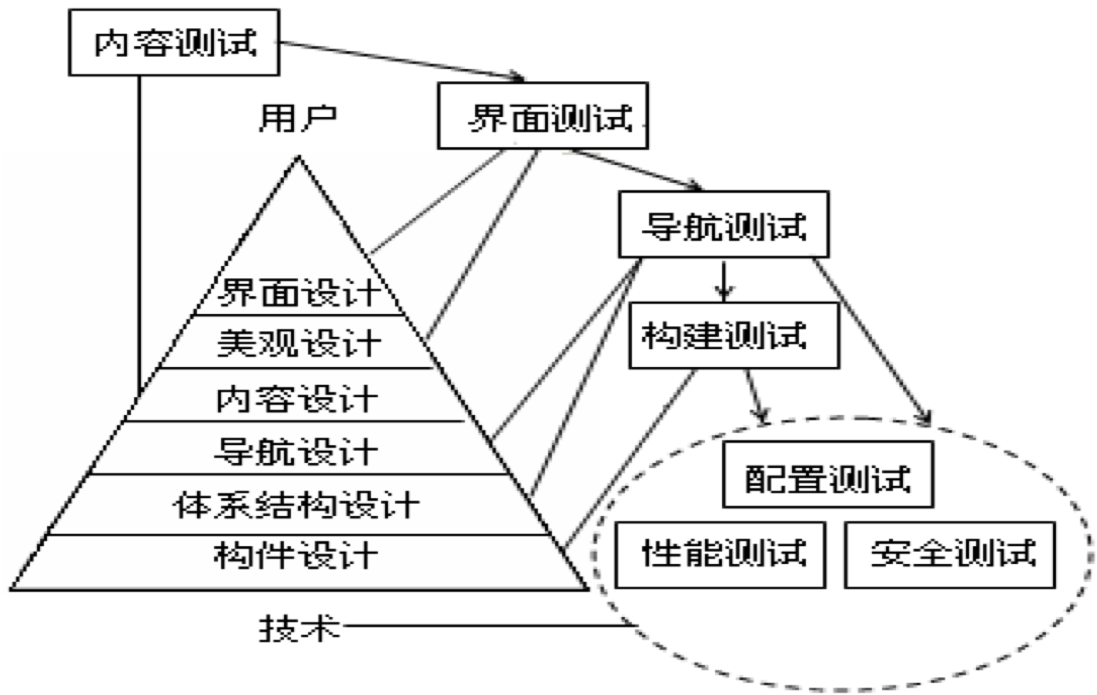 内容测试
用户
界面测试
导航测试
界面设计
构建测试
美观设计
内容设计
导航设计
配置测试
体系结构设计
性能测试
安全测试
构件设计
技术